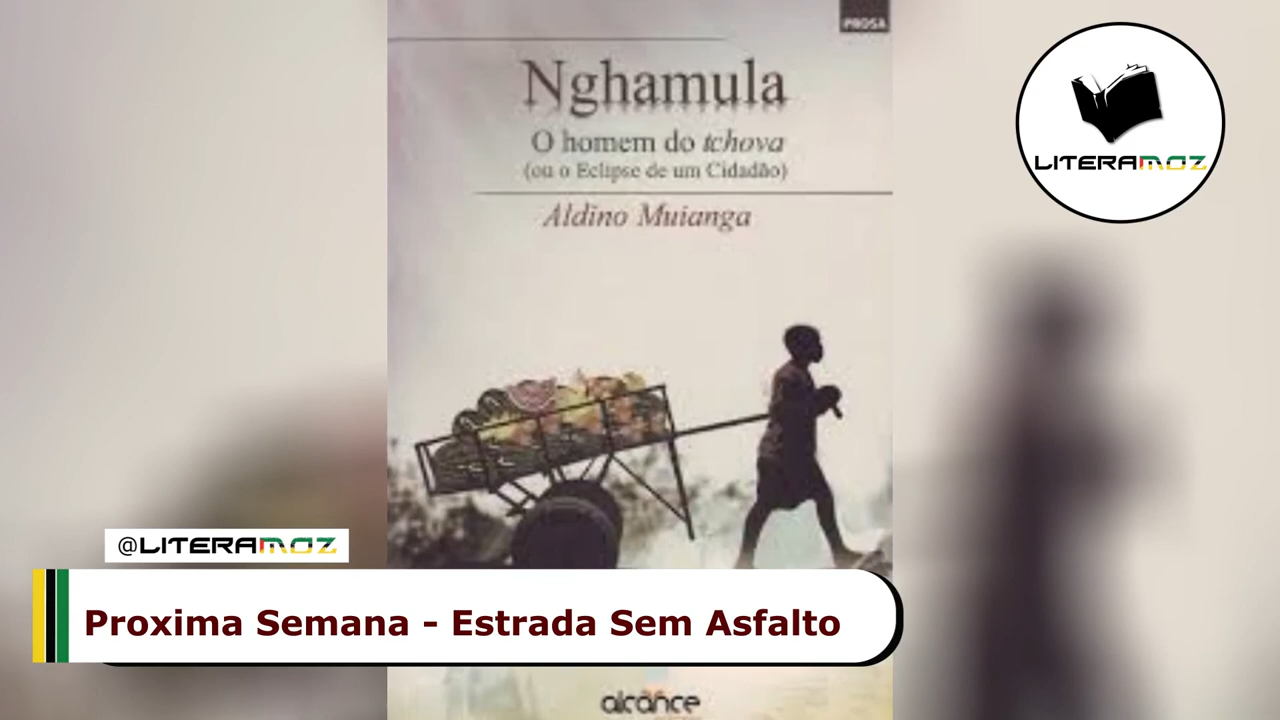 PROSA
Nghamula
O homem do tchova
(ou o Eclipse de um Cidadão)
Aldino Muianga
LITERAMOZ
@LITERAMOZ
Proxima Semana - Estrada Sem Asfalto
alcance